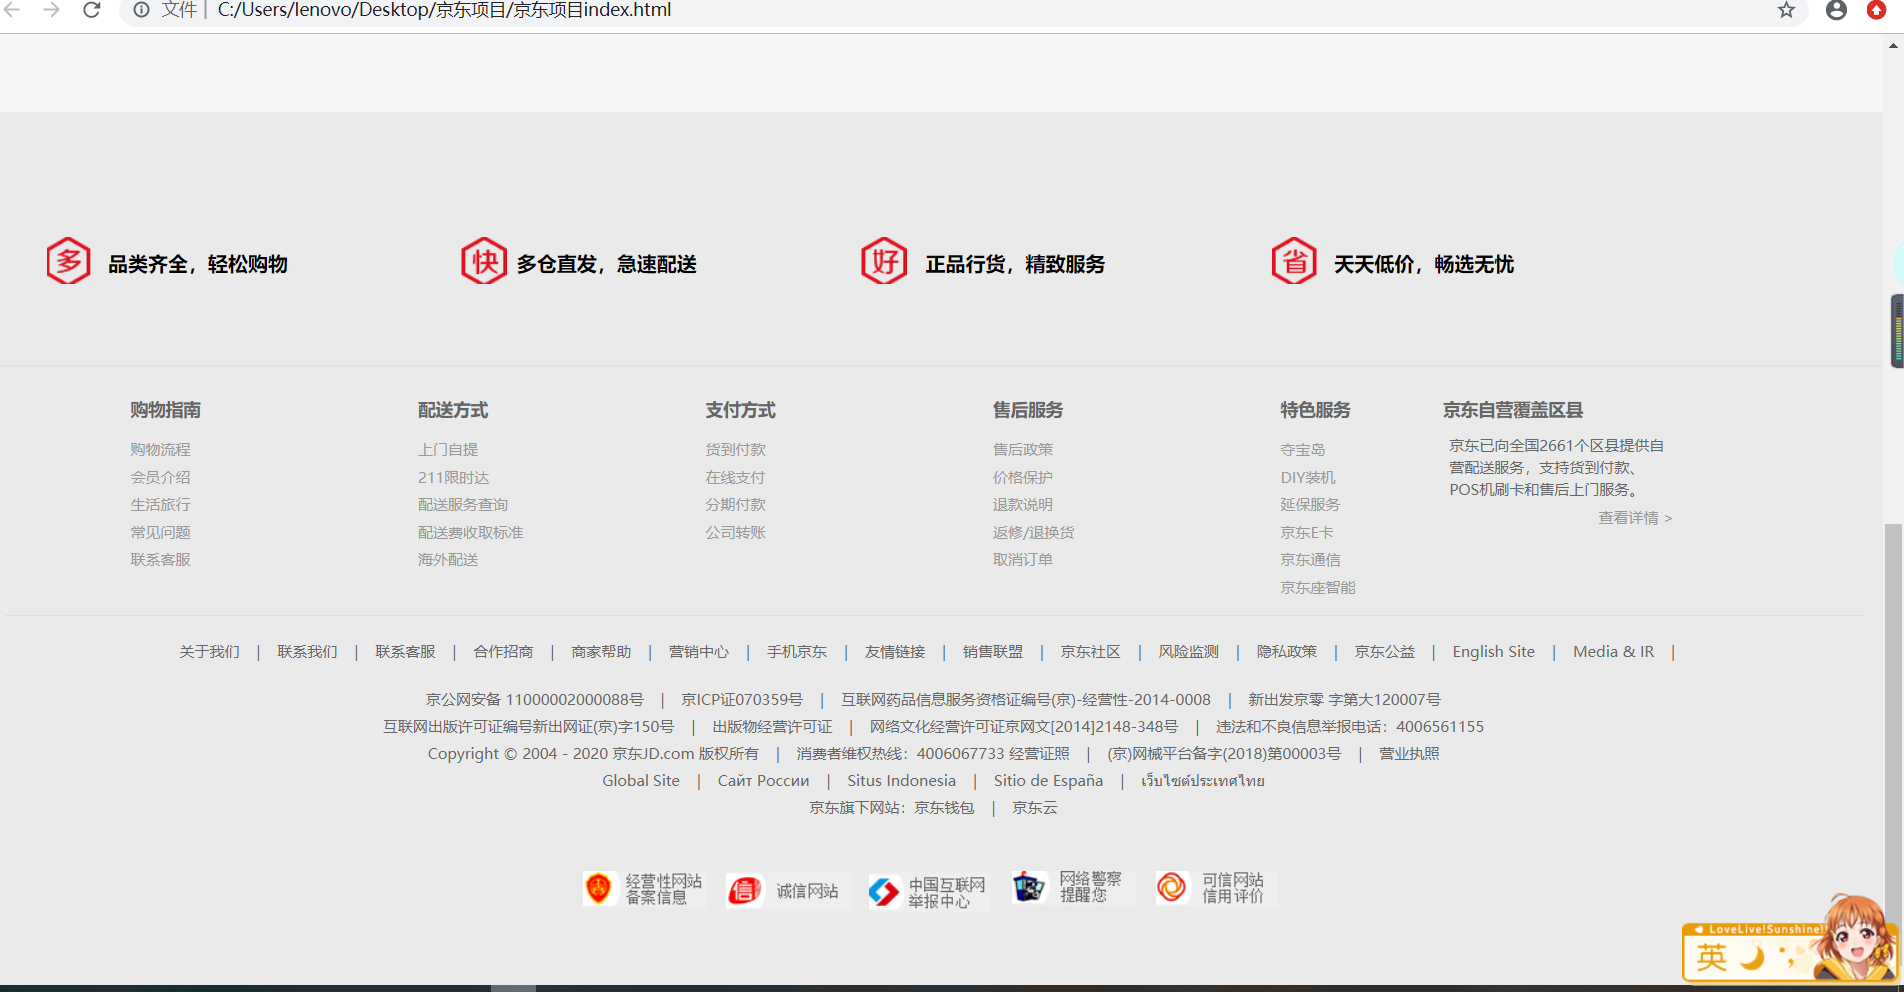 文件 | C:/Users/lenovo/Desktop/京东项目/京东项目index.html
多 品类齐全，轻松购物 快 多仓直发，急速配送 好 正品行货，精致服务 省 天天低价，畅选无忧
购物指南
购物流程
会员介绍
生活旅行
常见问题
联系客服
配送方式
上门自提
211限时达
配送服务查询
配送费收取标准
海外配送
支付方式
货到付款
在线支付
分期付款
公司转账
售后服务
售后政策
价格保护
退款说明
返修/退换货
取消订单
特色服务
夺宝岛
DIY装机
延保服务
京东E卡
京东通信
京东座智能
京东自营覆盖区县
京东已向全国2661个区县提供自
营配送服务，支持货到付款、
POS机刷卡和售后上门服务。
查看详情 >
关于我们 | 联系我们 | 联系客服 | 合作招商 | 商家帮助 | 营销中心 | 手机京东 | 友情链接 | 销售联盟 | 京东社区 | 风险监测 | 隐私政策 | 京东公益 | English Site | Media & IR |
京公网安备 11000002000088号 | 京ICP证070359号 | 互联网药品信息服务资格证编号(京)-经营性-2014-0008 | 新出发京零 字第大120007号
互联网出版许可证编号新出网证(京)字150号 | 出版物经营许可证 | 网络文化经营许可证京网文[2014]2148-348号 | 违法和不良信息举报电话：4006561155
Copyright © 2004 - 2020 京东JD.com 版权所有 | 消费者维权热线：4006067733 经营证照 | (京)网械平台备字(2018)第00003号 | 营业执照
Global Site | Сайт России | Situs Indonesia | Sitio de España | เว็บไซต์ประเทศไทย
京东旗下网站：京东钱包 | 京东云
经营性网站
备案信息
信 诚信网站
中国互联网
举报中心
网络警察
提醒您
可信网站
信用评价
LoveLive!Sunshine!!
英